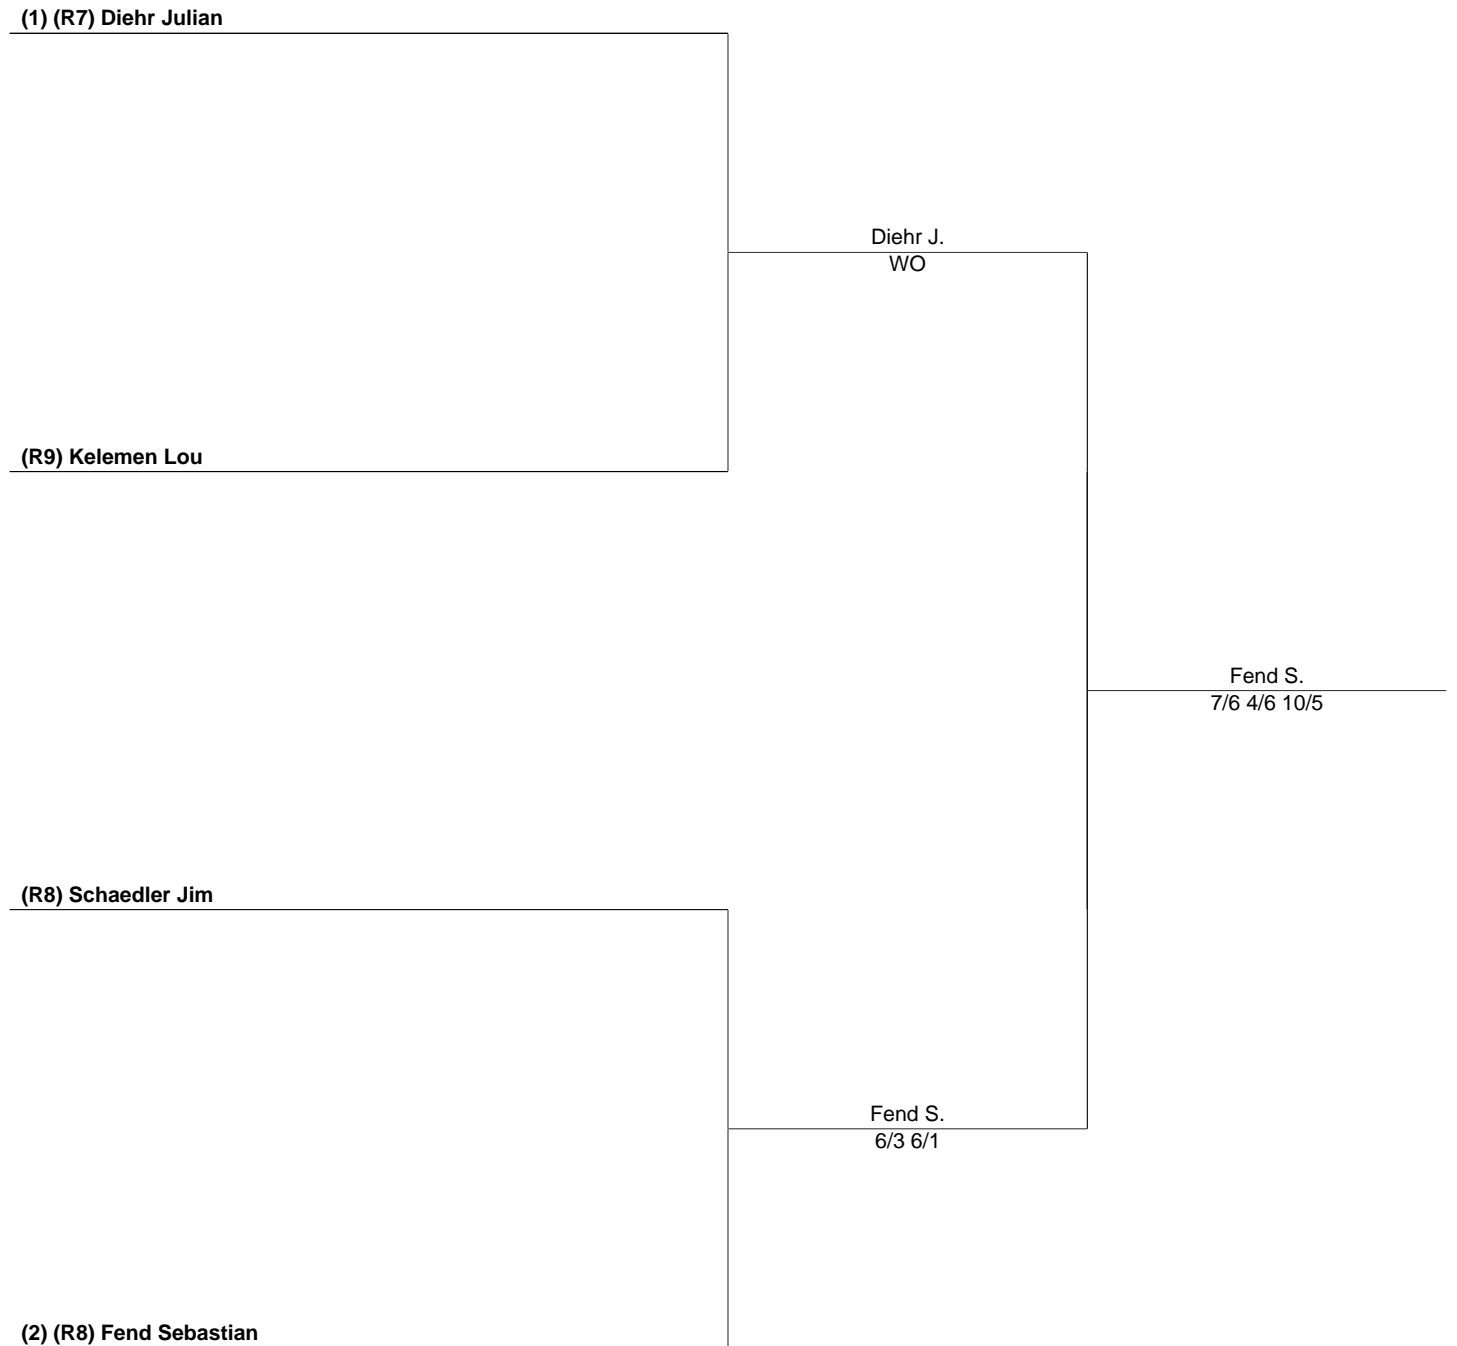 (1) (R7) Diehr Julian
Diehr J.
WO
(R9) Kelemen Lou
Fend S.
7/6 4/6 10/5
(R8) Schaedler Jim
Fend S.
6/3 6/1
(2) (R8) Fend Sebastian